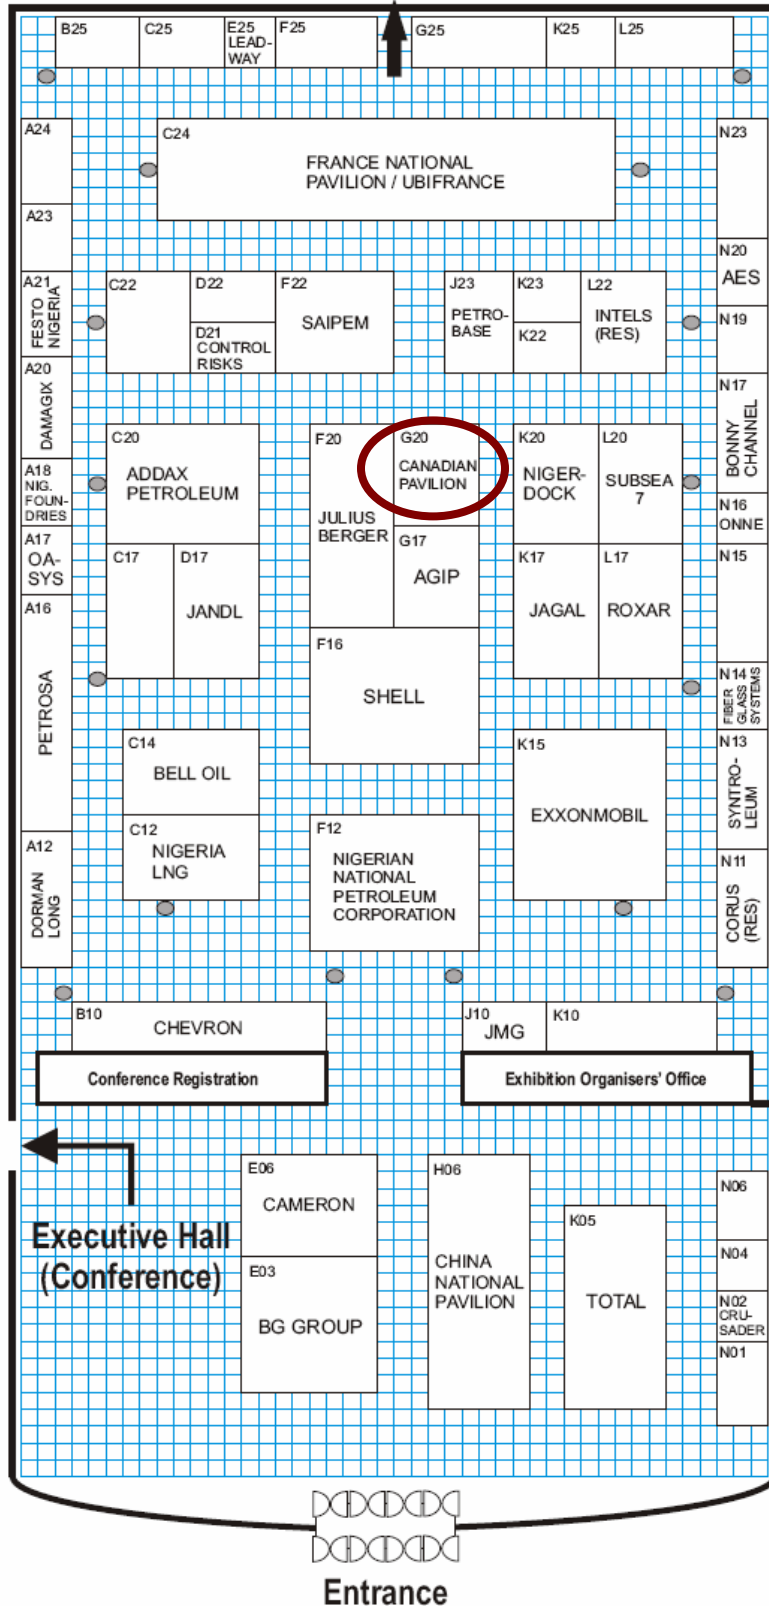 B25
C25
E25
LEAD-
WAY
F25
G25
K25
L25
A24
C24
FRANCE NATIONAL
PAVILION / UBIFRANCE
N23
A23
N20
AES
A21
FESTO
NIGERIA
C22
D22
F22
SAIPEM
D21
CONTROL
RISKS
J23
PETRO-
BASE
K23
K22
L22
INTELS
(RES)
N19
A20
DAMAGIX
N17
BONNY
CHANNEL
C20
ADDAX
PETROLEUM
F20
JULIUS
BERGER
G20
CANADIAN
PAVILION
K20
NIGER-
DOCK
L20
SUBSEA
7
A18
NIG.
FOUN-
DRIES
N16
ONNE
A17
OA-
SYS
C17
D17
JANDL
G17
AGIP
K17
JAGAL
L17
ROXAR
N15
A16
PETROSA
F16
SHELL
N14
FIBER
GLASS
SYSTEMS
C14
BELL OIL
K15
EXXONMOBIL
N13
SYNTRO-
LEUM
C12
NIGERIA
LNG
F12
NIGERIAN
NATIONAL
PETROLEUM
CORPORATION
A12
DORMAN
LONG
N11
CORUS
(RES)
B10
CHEVRON
J10
JMG
K10
Conference Registration
Exhibition Organisers' Office
E06
CAMERON
H06
CHINA
NATIONAL
PAVILION
K05
TOTAL
N06
Executive Hall
(Conference)
E03
BG GROUP
N04
N02
CRU-
SADER
N01
Entrance